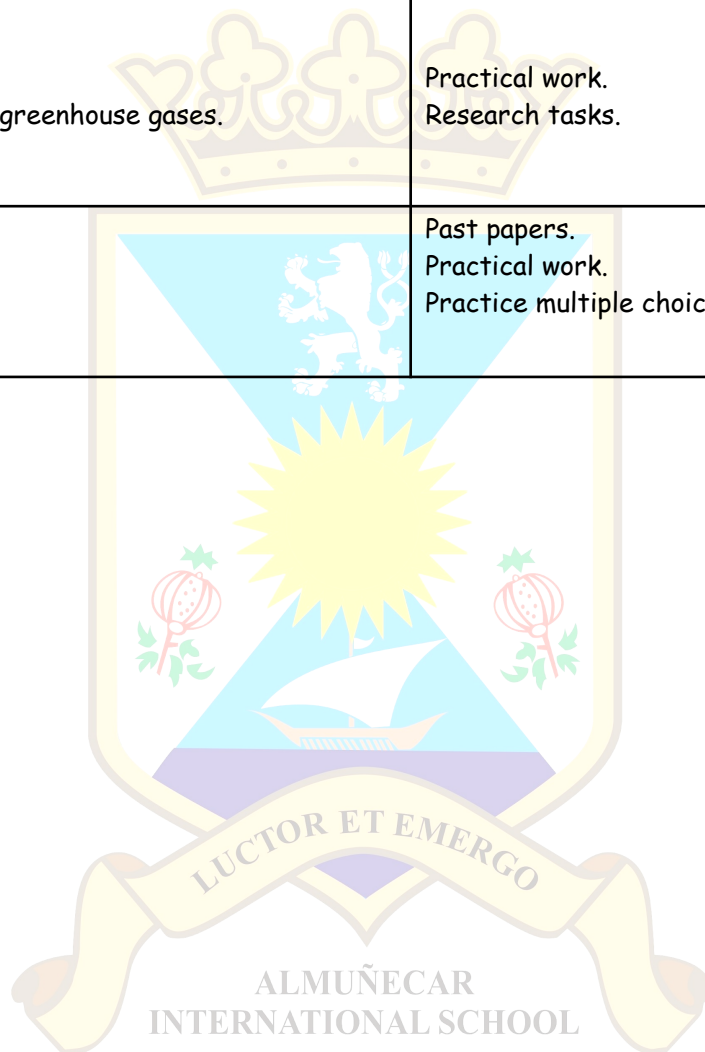 Practical work.
greenhouse gases.
Research tasks.
Past papers.
Practical work.
Practice multiple choic
LUCTOR ET EMERGO
ALMUÑECAR
INTERNATIONAL SCHOOL